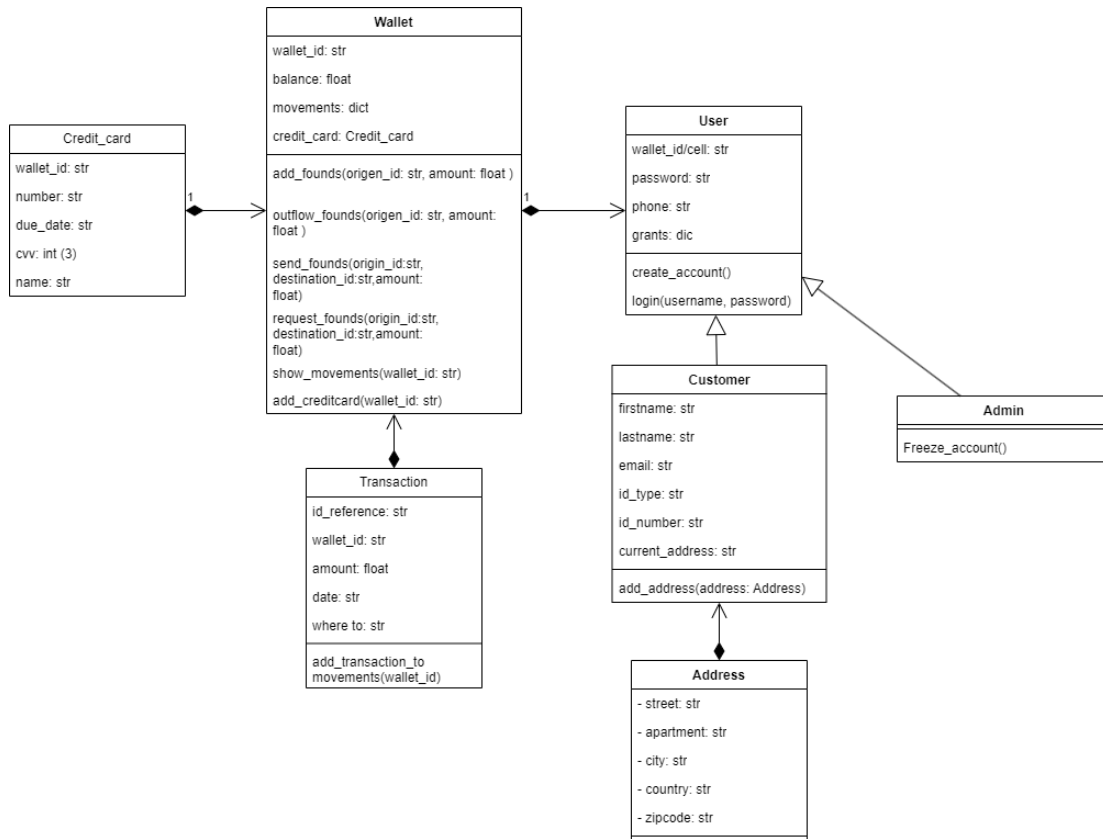 Wallet
wallet_id: str
balance: float
movements: dict
credit_card: Credit_card
add_founds(origen_id: str, amount: float )
outflow_founds(origen_id: str, amount:
float )
send_founds(origin_id:str,
destination_id:str,amount:
float)
request_founds(origin_id:str,
destination_id:str,amount:
float)
show_movements(wallet_id: str)
add_creditcard(wallet_id: str)
Credit_card
wallet_id: str
number: str
due_date: str
cvv: int (3)
name: str
1
1
User
wallet_id/cell: str
password: str
phone: str
grants: dic
create_account()
login(username, password)
Customer
firstname: str
lastname: str
email: str
id_type: str
id_number: str
current_address: str
add_address(address: Address)
Admin
Freeze_account()
Transaction
id_reference: str
wallet_id: str
amount: float
date: str
where to: str
add_transaction_to
movements(wallet_id)
Address
- street: str
- apartment: str
- city: str
- country: str
- zipcode: str